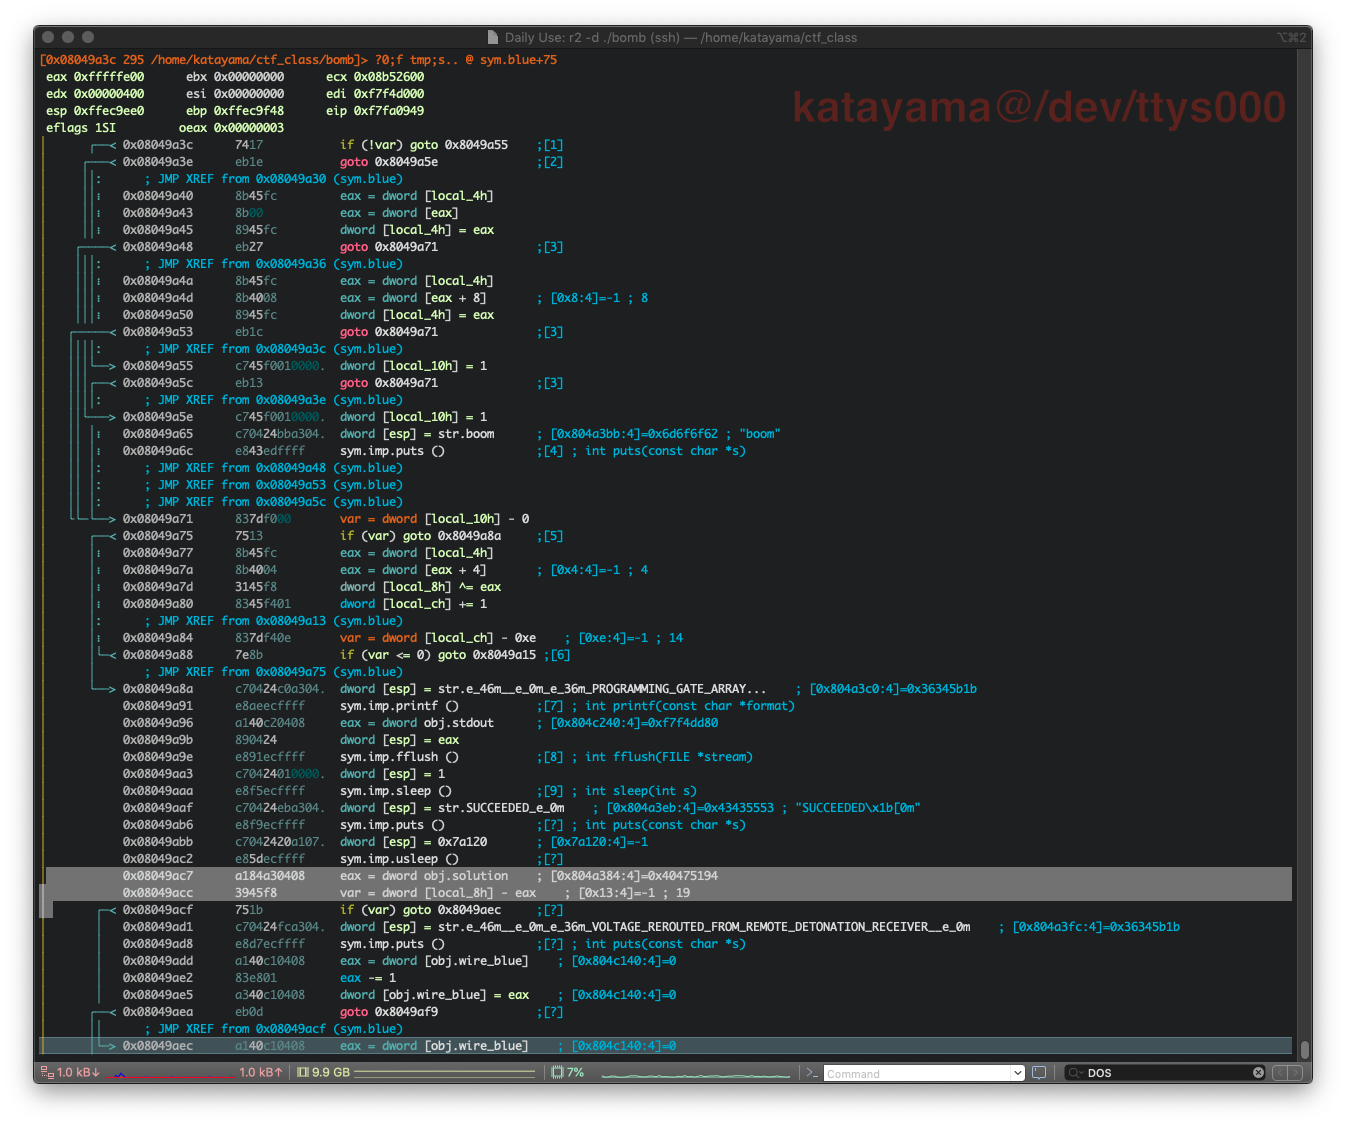 Daily Use: r2 -d ./bomb (ssh) — /home/katayama/ctf_class
⌥⌘2
[0x08049a3c 295 /home/katayama/ctf_class/bomb]> ?0;f tmp;s.. @ sym.blue+75
eax 0xfffffe00 ebx 0x00000000 ecx 0x08b52600
edx 0x00000400 esi 0x00000000 edi 0xf7f4d000
esp 0xffec9ee0 ebp 0xffec9f48 eip 0xf7fa0949
eflags 1SI oeax 0x00000003
katayama@/dev/ttys000
0x08049a3c 7417 if (!var) goto 0x8049a55 ;[1]
0x08049a3e eb1e goto 0x8049a5e ;[2]
; JMP XREF from 0x08049a30 (sym.blue)
0x08049a40 8b45fc eax = dword [local_4h]
0x08049a43 8b00 eax = dword [eax]
0x08049a45 8945fc dword [local_4h] = eax
0x08049a48 eb27 goto 0x8049a71 ;[3]
; JMP XREF from 0x08049a36 (sym.blue)
0x08049a4a 8b45fc eax = dword [local_4h]
0x08049a4d 8b4008 eax = dword [eax + 8] ; [0x8:4]=-1 ; 8
0x08049a50 8945fc dword [local_4h] = eax
0x08049a53 eb1c goto 0x8049a71 ;[3]
; JMP XREF from 0x08049a3c (sym.blue)
0x08049a55 c745f0010000. dword [local_10h] = 1
0x08049a5c eb13 goto 0x8049a71 ;[3]
; JMP XREF from 0x08049a3e (sym.blue)
0x08049a5e c745f0010000. dword [local_10h] = 1
0x08049a65 c70424bba304. dword [esp] = str.boom ; [0x804a3bb:4]=0x6d6f6f62 ; "boom"
0x08049a6c e843edffff sym.imp.puts () ;[4] ; int puts(const char *s)
; JMP XREF from 0x08049a48 (sym.blue)
; JMP XREF from 0x08049a53 (sym.blue)
; JMP XREF from 0x08049a5c (sym.blue)
0x08049a71 837df000 var = dword [local_10h] - 0
0x08049a75 7513 if (var) goto 0x8049a8a ;[5]
0x08049a77 8b45fc eax = dword [local_4h]
0x08049a7a 8b4004 eax = dword [eax + 4] ; [0x4:4]=-1 ; 4
0x08049a7d 3145f8 dword [local_8h] ^= eax
0x08049a80 8345f401 dword [local_ch] += 1
; JMP XREF from 0x08049a13 (sym.blue)
0x08049a84 837df40e var = dword [local_ch] - 0xe ; [0xe:4]=-1 ; 14
0x08049a88 7e8b if (var <= 0) goto 0x8049a15 ;[6]
; JMP XREF from 0x08049a75 (sym.blue)
0x08049a8a c70424c0a304. dword [esp] = str.e_46m__e_0m_e_36m_PROGRAMMING_GATE_ARRAY... ; [0x804a3c0:4]=0x36345b1b
0x08049a91 e8aeecffff sym.imp.printf () ;[7] ; int printf(const char *format)
0x08049a96 a140c20408 eax = dword obj.stdout ; [0x804c240:4]=0xf7f4dd80
0x08049a9b 890424 dword [esp] = eax
0x08049a9e e891ecffff sym.imp.fflush () ;[8] ; int fflush(FILE *stream)
0x08049aa3 c70424010000. dword [esp] = 1
0x08049aaa e8f5ecffff sym.imp.sleep () ;[9] ; int sleep(int s)
0x08049aaf c70424eba304. dword [esp] = str.SUCCEEDED_e_0m ; [0x804a3eb:4]=0x43435553 ; "SUCCEEDED\x1b[0m"
0x08049ab6 e8f9ecffff sym.imp.puts () ;[?] ; int puts(const char *s)
0x08049abb c7042420a107. dword [esp] = 0x7a120 ; [0x7a120:4]=-1
0x08049ac2 e85decffff sym.imp.usleep () ;[?]
0x08049ac7 a184a30408 eax = dword obj.solution ; [0x804a384:4]=0x40475194
0x08049acc 3945f8 var = dword [local_8h] - eax ; [0x13:4]=-1 ; 19
0x08049acf 751b if (var) goto 0x8049aec ;[?]
0x08049ad1 c70424fca304. dword [esp] = str.e_46m__e_0m_e_36m_VOLTAGE_REROUTED_FROM_REMOTE_DETONATION_RECEIVER__e_0m ; [0x804a3fc:4]=0x36345b1b
0x08049ad8 e8d7ecffff sym.imp.puts () ;[?] ; int puts(const char *s)
0x08049add a140c10408 eax = dword [obj.wire_blue] ; [0x804c140:4]=0
0x08049ae2 83e801 eax -= 1
0x08049ae5 a340c10408 dword [obj.wire_blue] = eax ; [0x804c140:4]=0
0x08049aea eb0d goto 0x8049af9 ;[?]
; JMP XREF from 0x08049acf (sym.blue)
0x08049aec a140c10408 eax = dword [obj.wire_blue] ; [0x804c140:4]=0
1.0 kB↓ 1.0 kB↑ 9.9 GB 7% Command DOS